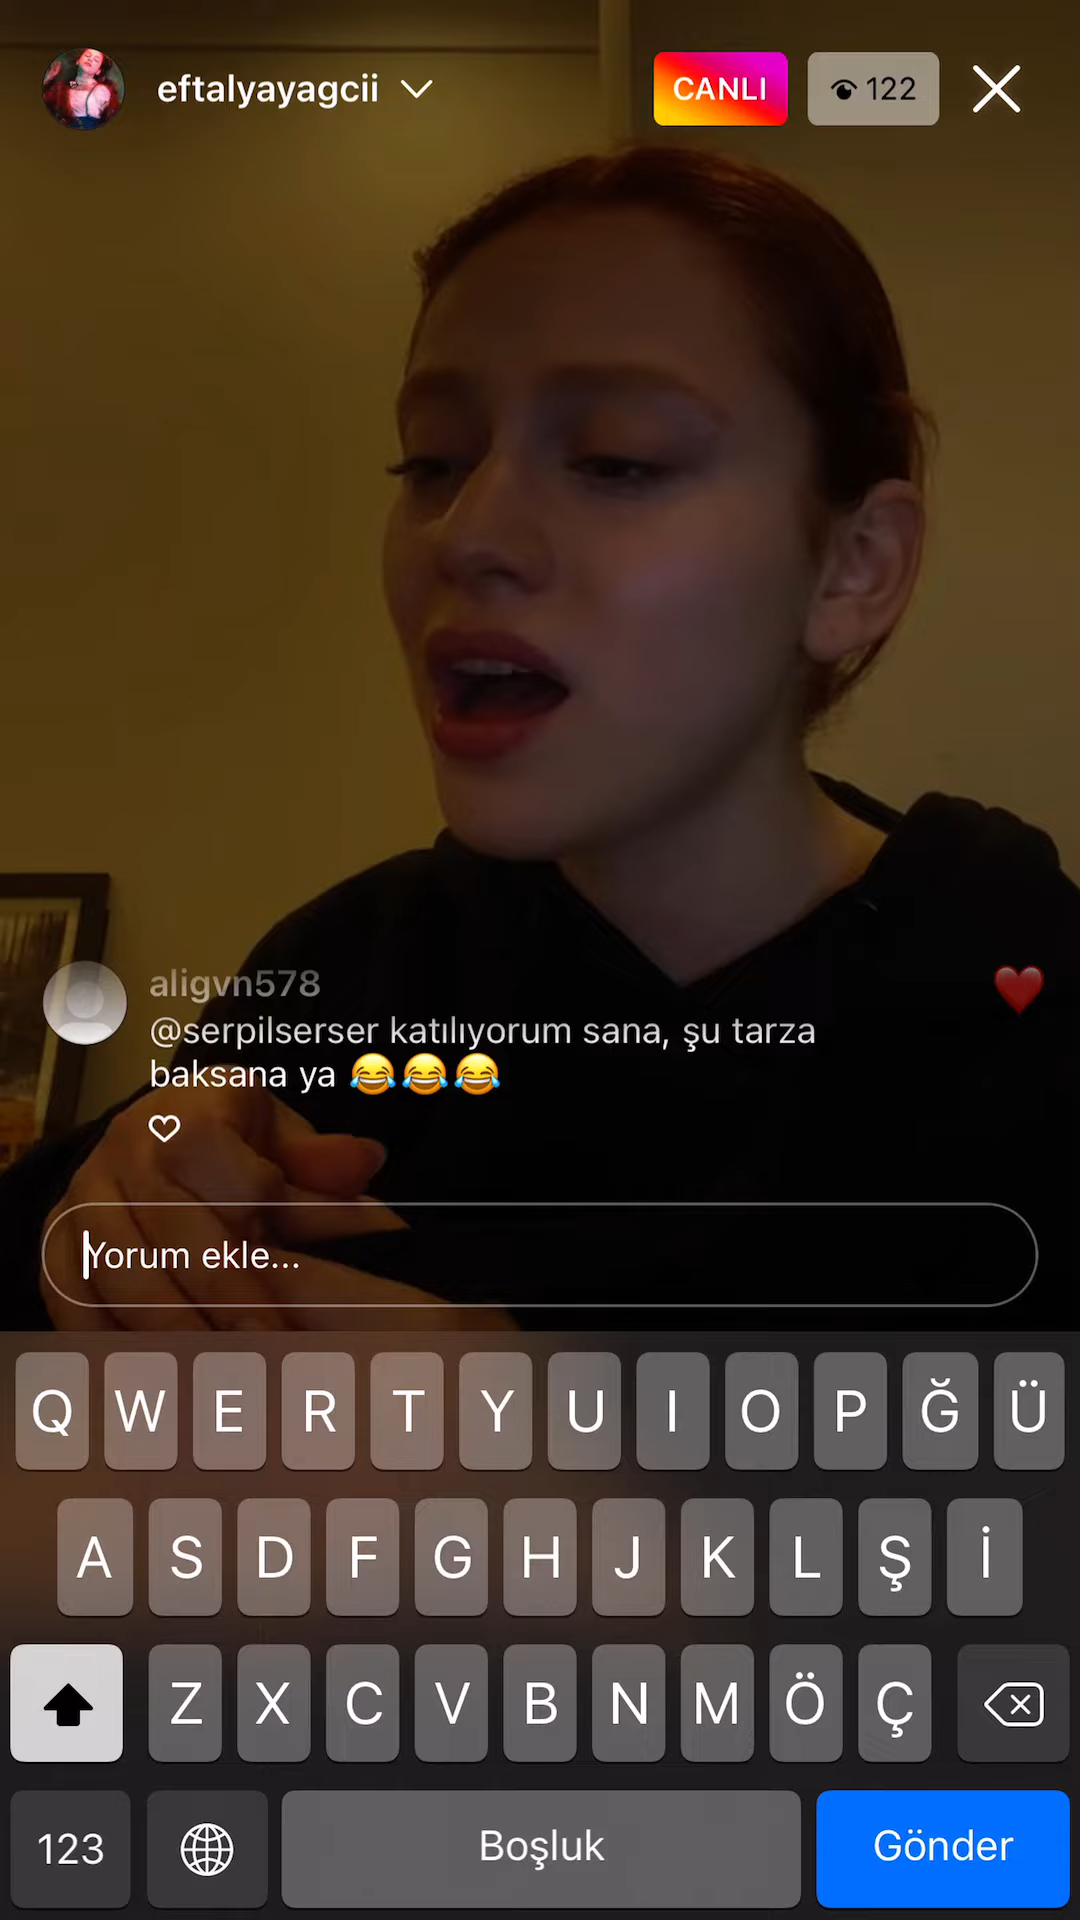 eftalyayagcii
CANLI
122
aligvn578
@serpilserser katılıyorum sana, şu tarza
baksana ya 😂😂😂
Yorum ekle...
Q W E R T Y U I O P Ğ Ü
A S D F G H J K L Ş İ
Z X C V B N M Ö Ç
123 Boşluk Gönder